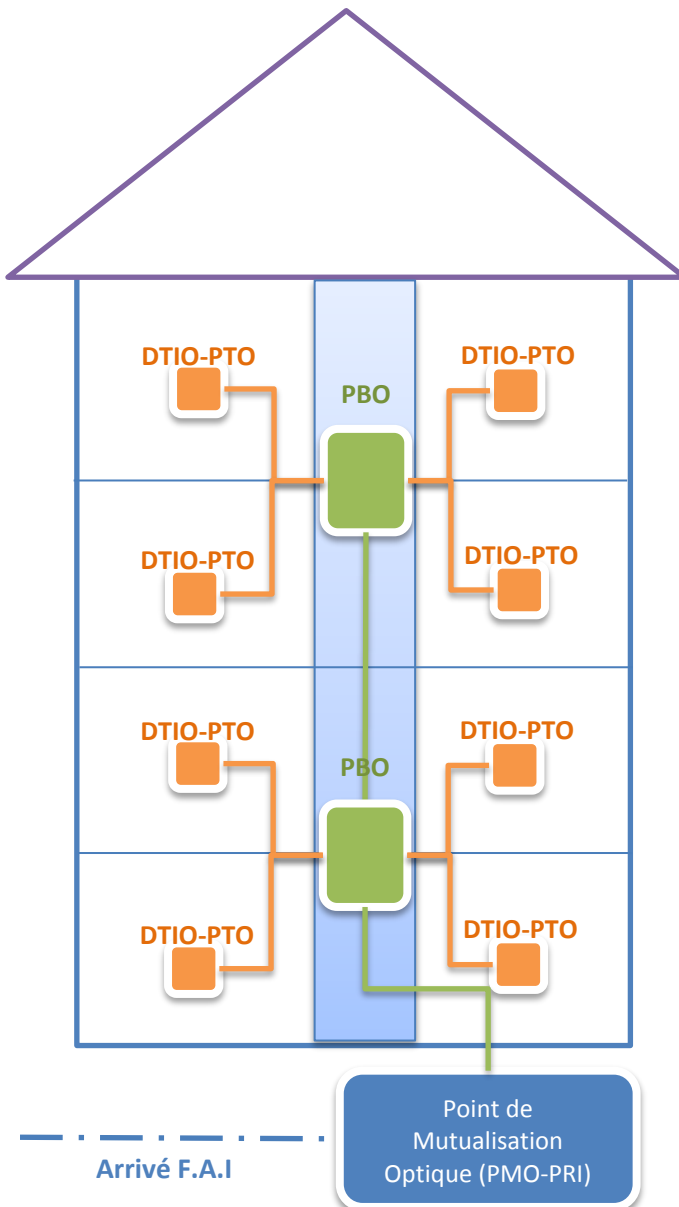 DTIO-PTO
DTIO-PTO
PBO
DTIO-PTO
DTIO-PTO
DTIO-PTO
DTIO-PTO
PBO
DTIO-PTO
DTIO-PTO
Point de
Mutualisation
Optique (PMO-PRI)
Arrivé F.A.I